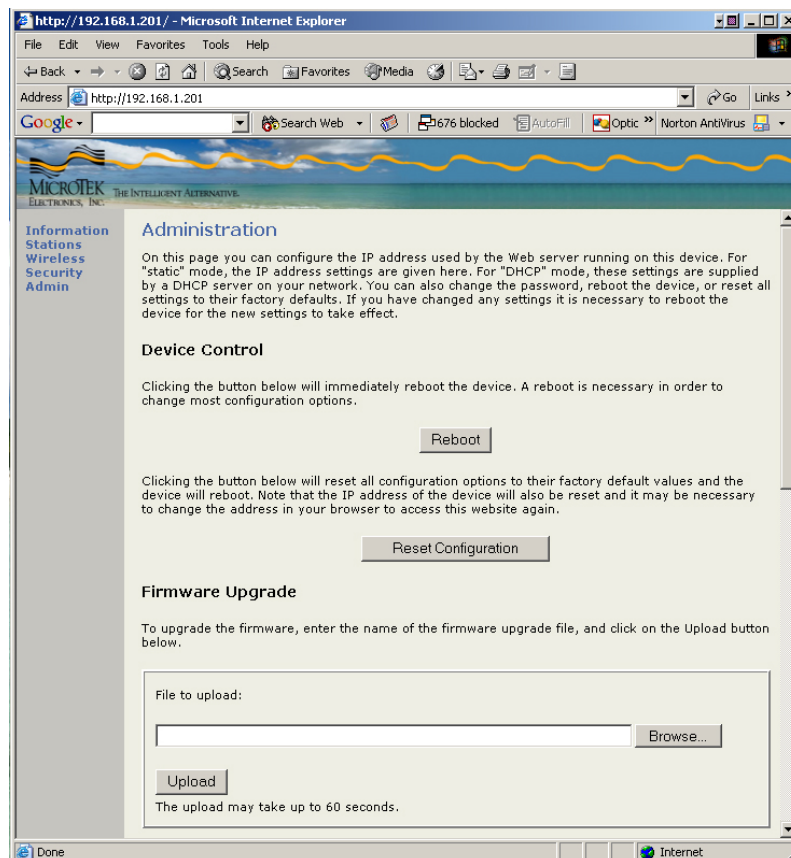 http://192.168.1.201/ - Microsoft Internet Explorer
File Edit View Favorites Tools Help
Back Search Favorites Media
Address http://192.168.1.201 Go Links »
Google Search Web 676 blocked AutoFill Optic » Norton AntiVirus
MICROTEK THE INTELLIGENT ALTERNATIVE.
ELECTRONICS, INC.
Information
Stations
Wireless
Security
Admin
Administration
On this page you can configure the IP address used by the Web server running on this device. For
"static" mode, the IP address settings are given here. For "DHCP" mode, these settings are supplied
by a DHCP server on your network. You can also change the password, reboot the device, or reset all
settings to their factory defaults. If you have changed any settings it is necessary to reboot the
device for the new settings to take effect.
Device Control
Clicking the button below will immediately reboot the device. A reboot is necessary in order to
change most configuration options.
Reboot
Clicking the button below will reset all configuration options to their factory default values and the
device will reboot. Note that the IP address of the device will also be reset and it may be necessary
to change the address in your browser to access this website again.
Reset Configuration
Firmware Upgrade
To upgrade the firmware, enter the name of the firmware upgrade file, and click on the Upload button
below.
File to upload:
Browse...
Upload
The upload may take up to 60 seconds.
Done Internet